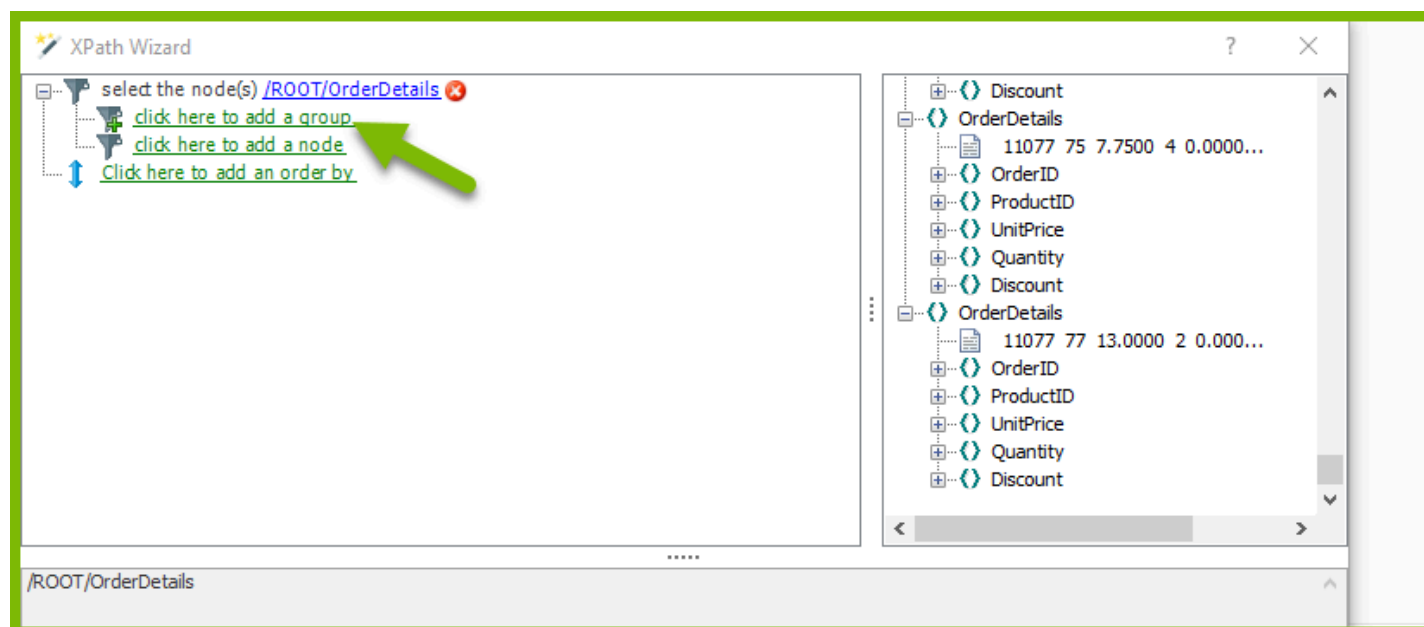 XPath Wizard
?
select the node(s) /ROOT/OrderDetails
click here to add a group
click here to add a node
Click here to add an order by
Discount
OrderDetails
11077 75 7.7500 4 0.0000...
OrderID
ProductID
UnitPrice
Quantity
Discount
OrderDetails
11077 77 13.0000 2 0.000...
OrderID
ProductID
UnitPrice
Quantity
Discount
/ROOT/OrderDetails